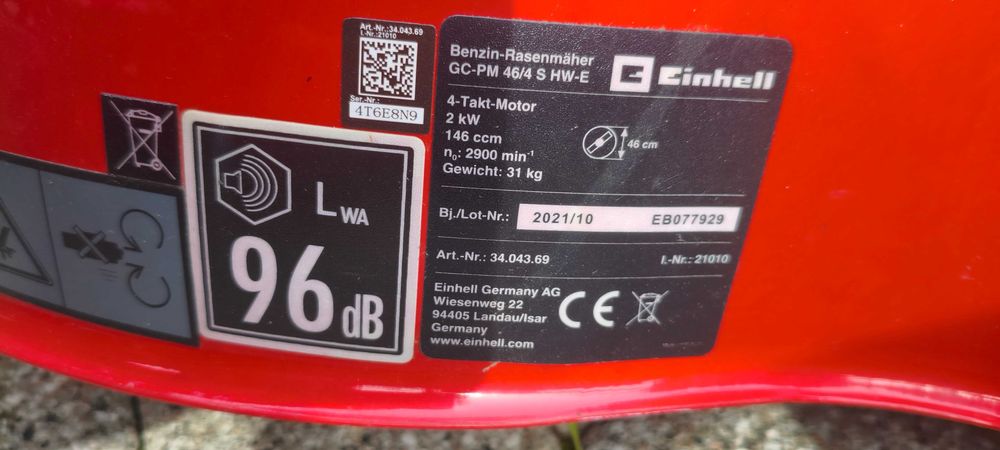 Art.-Nr.:34.043.69
I.-Nr.:21010
Ser.-Nr.:
4T6E8N9
LWA
96 dB
Benzin-Rasenmäher
GC-PM 46/4 S HW-E
Einhell
4-Takt-Motor
2 kW
146 ccm
n₀: 2900 min⁻¹
Gewicht: 31 kg
46 cm
Bj./Lot-Nr.: 2021/10 EB077929
Art.-Nr.: 34.043.69 I.-Nr.: 21010
Einhell Germany AG
Wiesenweg 22
94405 Landau/Isar
Germany
www.einhell.com
CE